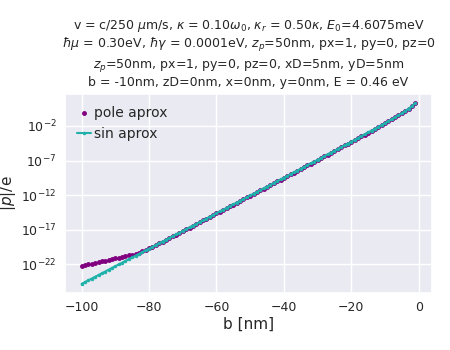 v = c/250 μm/s, κ = 0.10ω₀, κᵣ = 0.50κ, E₀=4.6075meV
ħμ = 0.30eV, ħγ = 0.0001eV, zₚ=50nm, px=1, py=0, pz=0
zₚ=50nm, px=1, py=0, pz=0, xD=5nm, yD=5nm
b = -10nm, zD=0nm, x=0nm, y=0nm, E = 0.46 eV
pole aprox
sin aprox
10⁻²
10⁻⁷
10⁻¹²
10⁻¹⁷
10⁻²²
|p|/e
−100 −80 −60 −40 −20 0
b [nm]